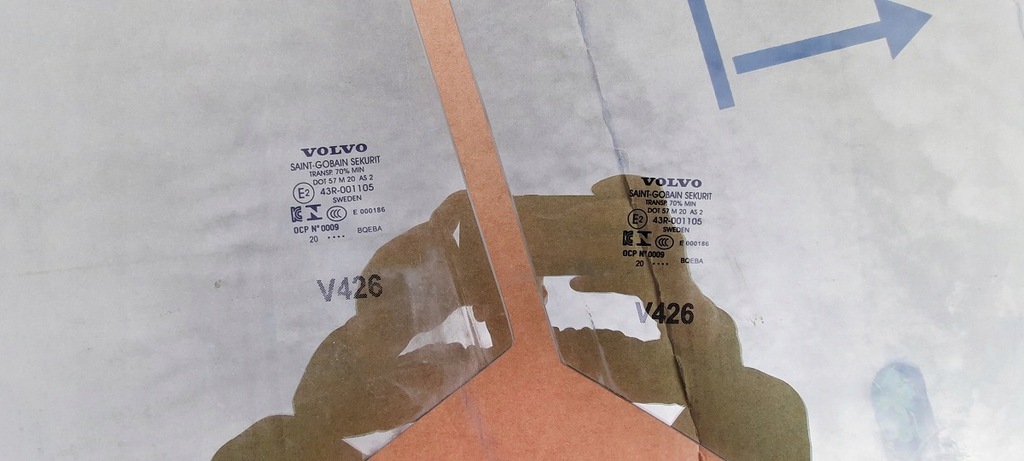 VOLVO
SAINT-GOBAIN SEKURIT
TRANSP. 70% MIN
DOT 57 M 20 AS 2
E2 43R-001105
SWEDEN
CCC E 000186
OCP N°0009
20 •••• BQEBA
V426
VOLVO
SAINT-GOBAIN SEKURIT
TRANSP. 70% MIN
DOT 57 M 20 AS 2
E2 43R-001105
SWEDEN
CCC E 000186
OCP N°0009
20 •••• BQEBA
V426